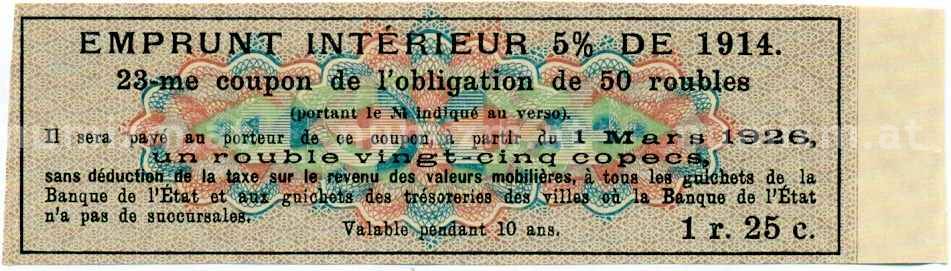 EMPRUNT INTÉRIEUR 5% DE 1914.
23-me coupon de l'obligation de 50 roubles
(portant le № indiqué au verso).
Il sera payé au porteur de ce coupon, a partir du 1 Mars 1926,
un rouble vingt-cinq copecs,
sans déduction de la taxe sur le revenu des valeurs mobilières, à tous les guichets de la
Banque de l'État et aux guichets des trésoreries des villes où la Banque de l'État
n'a pas de succursales.
Valable pendant 10 ans.
1 r. 25 c.